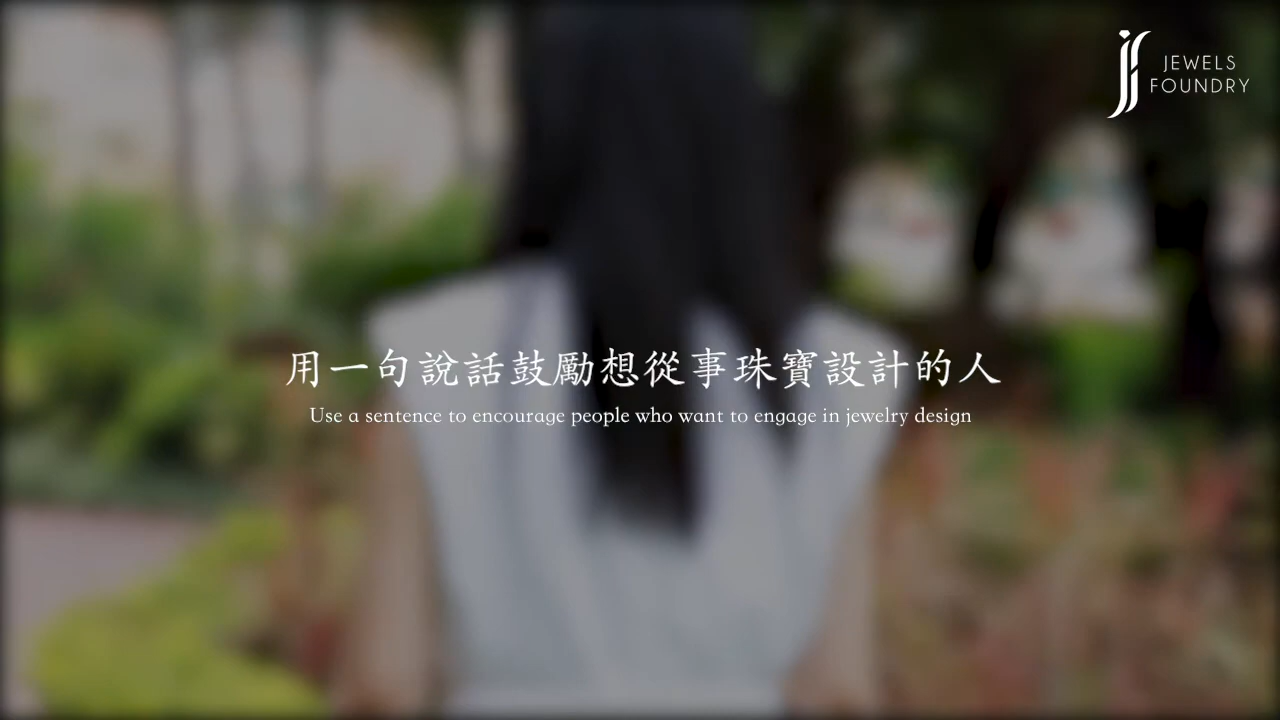 JEWELS
FOUNDRY
用一句說話鼓勵想從事珠寶設計的人
Use a sentence to encourage people who want to engage in jewelry design